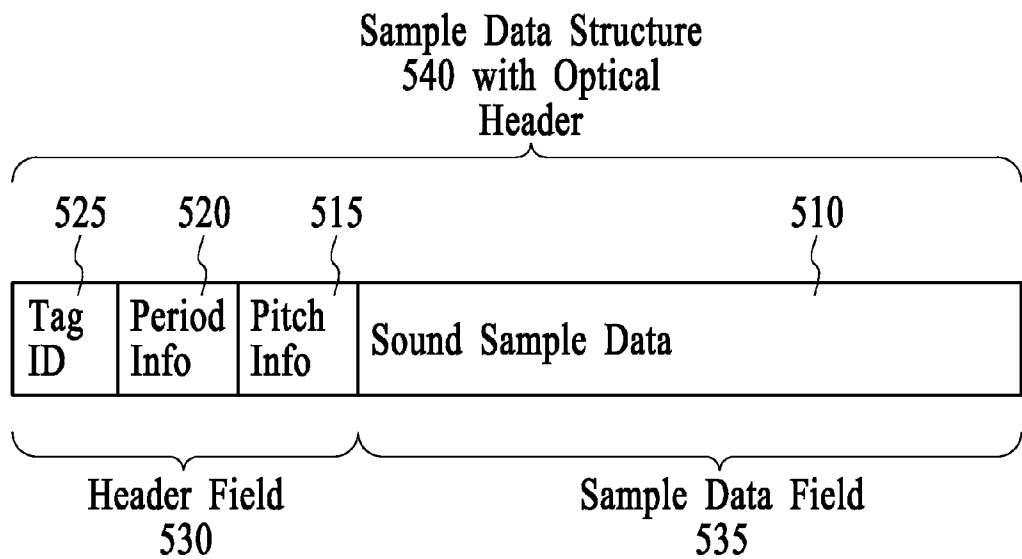 Sample Data Structure
540 with Optical
Header
525 520 515 510
Tag
ID
Period
Info
Pitch
Info
Sound Sample Data
Header Field
530
Sample Data Field
535